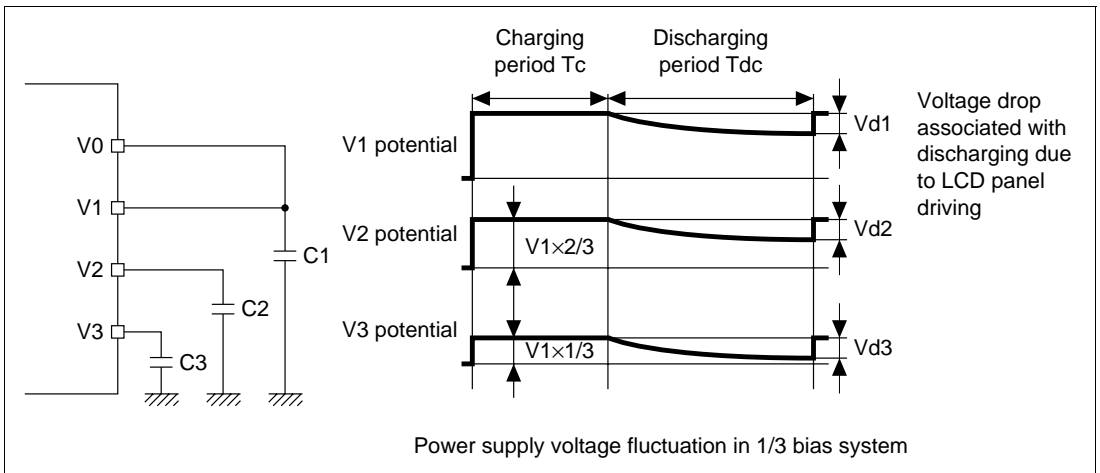 Charging
period Tc
Discharging
period Tdc
V0
V1
V2
V3
C1
C2
C3
V1 potential
Vd1
Voltage drop
associated with
discharging due
to LCD panel
driving
V2 potential
V1×2/3
Vd2
V3 potential
V1×1/3
Vd3
Power supply voltage fluctuation in 1/3 bias system